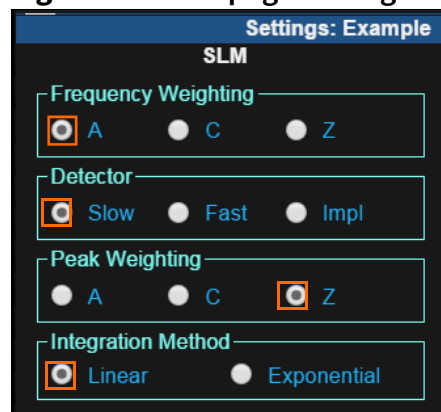 Settings: Example
SLM
Frequency Weighting
A C Z
Detector
Slow Fast Impl
Peak Weighting
A C Z
Integration Method
Linear Exponential